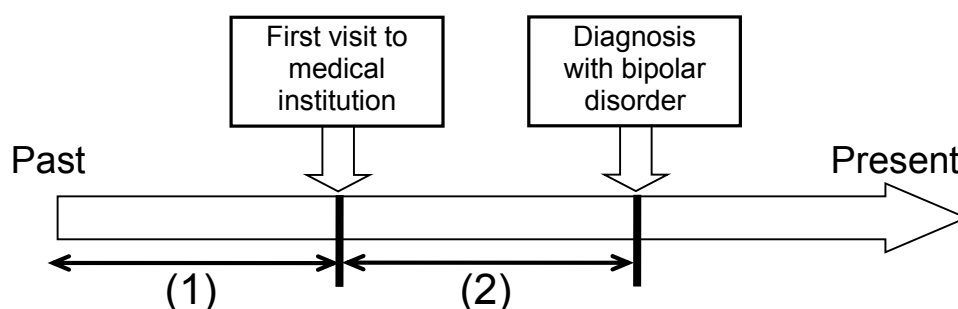 First visit to
medical
institution
Diagnosis
with bipolar
disorder
Past
Present
(1)
(2)